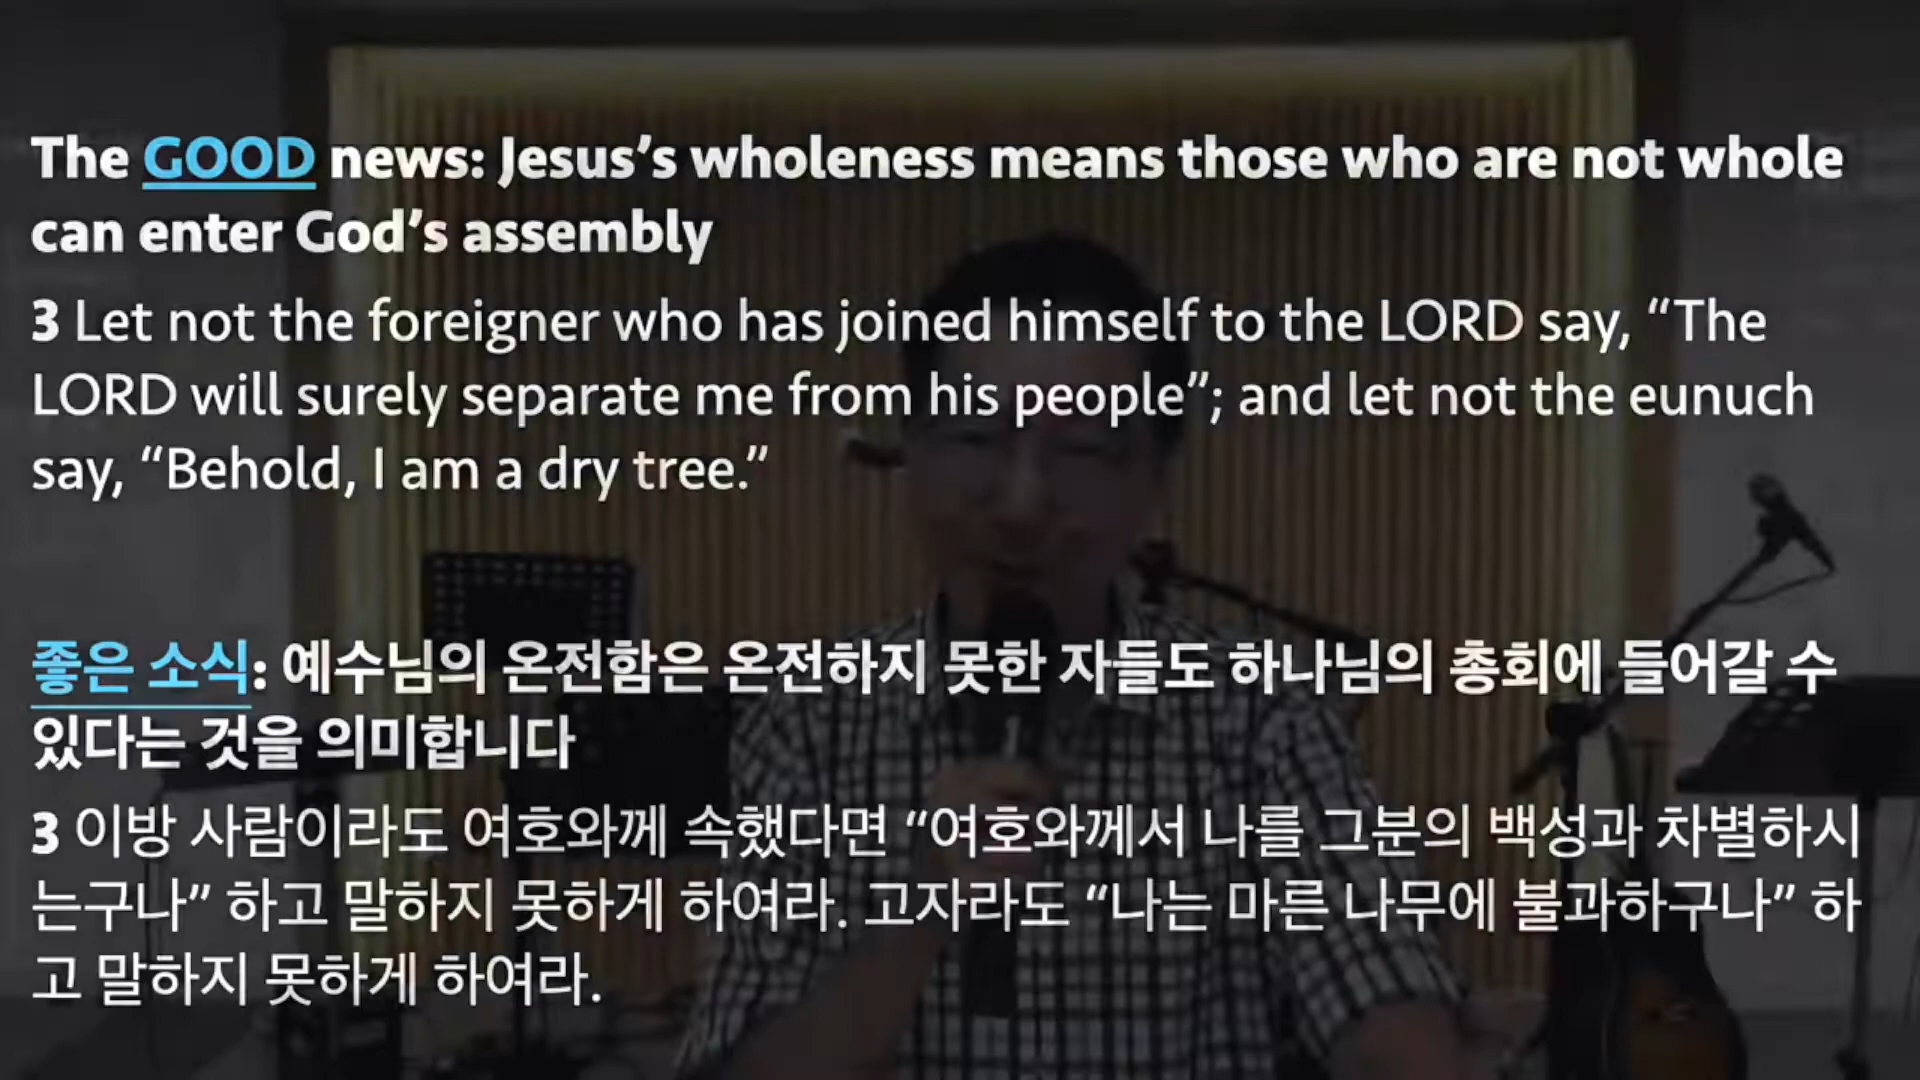 The GOOD news: Jesus’s wholeness means those who are not whole
can enter God’s assembly
3 Let not the foreigner who has joined himself to the LORD say, “The
LORD will surely separate me from his people”; and let not the eunuch
say, “Behold, I am a dry tree.”
좋은 소식: 예수님의 온전함은 온전하지 못한 자들도 하나님의 총회에 들어갈 수
있다는 것을 의미합니다
3 이방 사람이라도 여호와께 속했다면 “여호와께서 나를 그분의 백성과 차별하시
는구나” 하고 말하지 못하게 하여라. 고자라도 “나는 마른 나무에 불과하구나” 하
고 말하지 못하게 하여라.